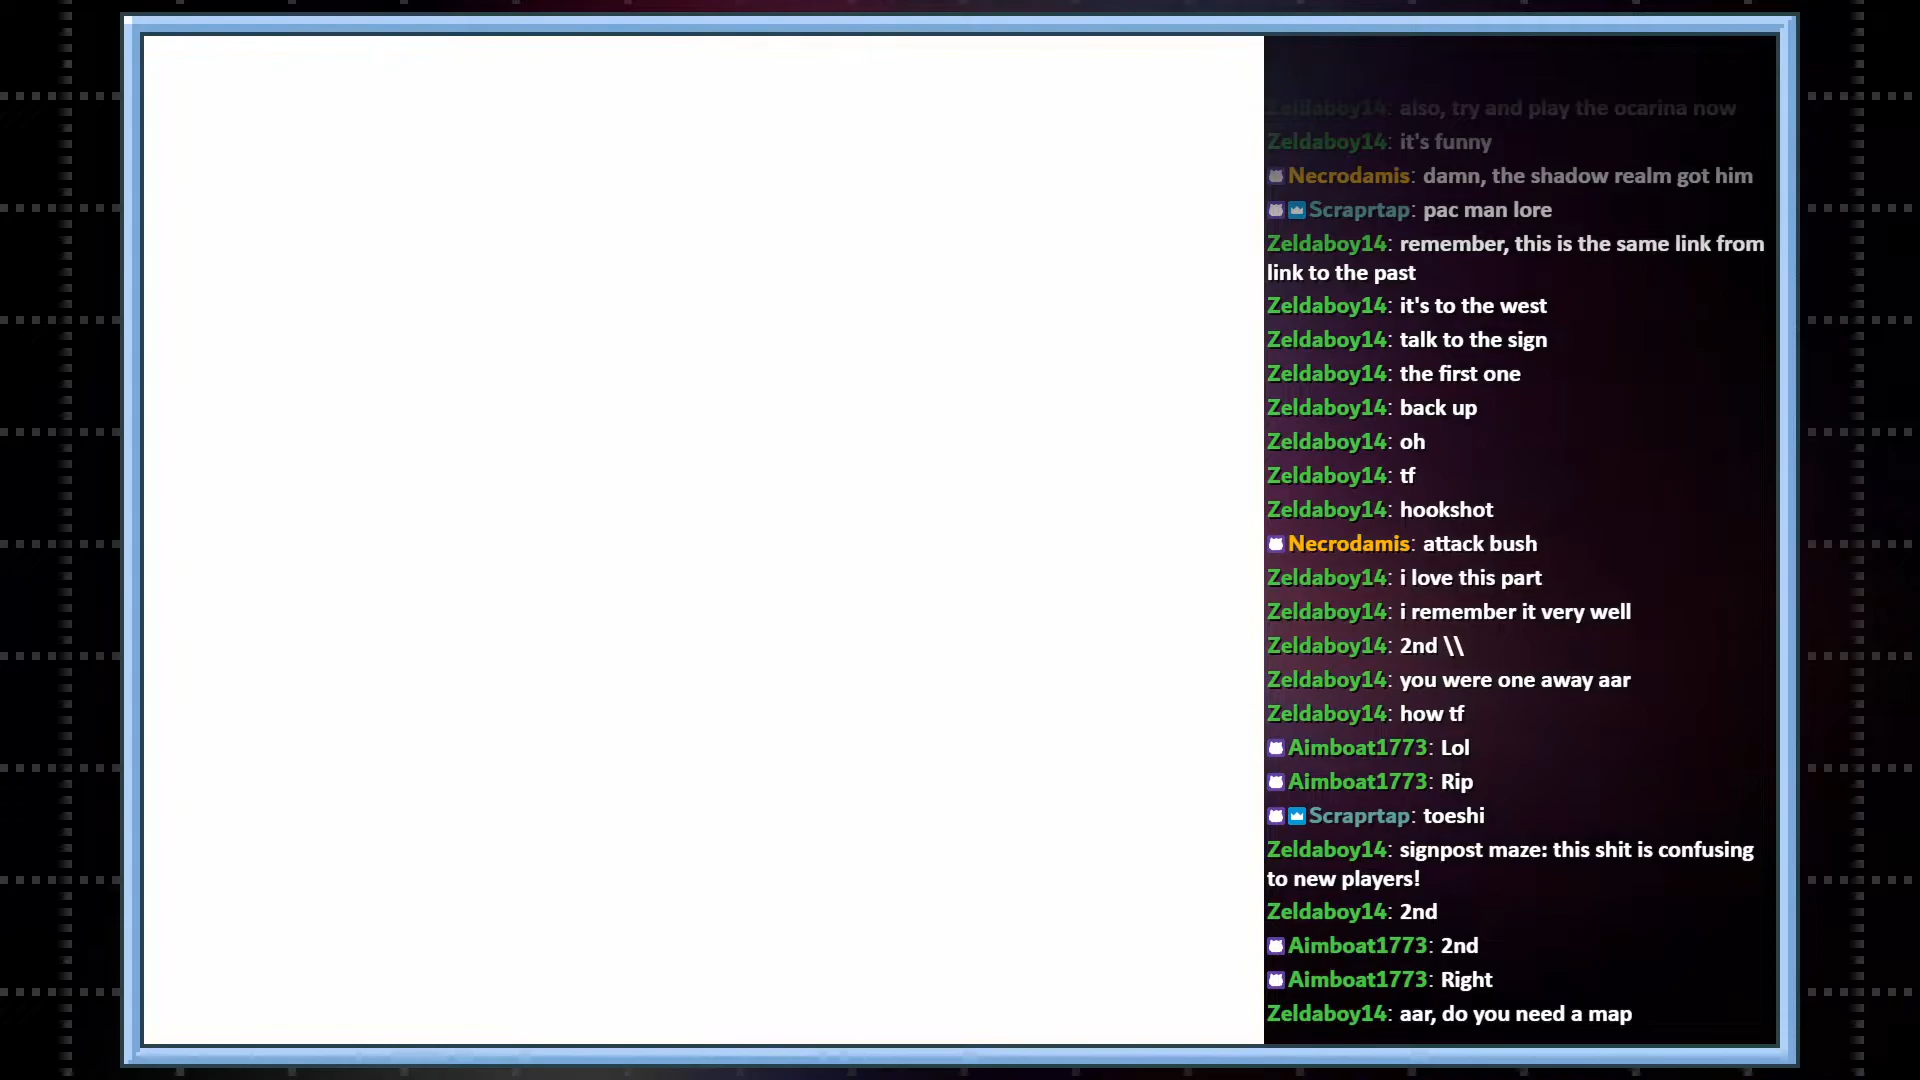 Zeldaboy14: also, try and play the ocarina now
Zeldaboy14: it's funny
Necrodamis: damn, the shadow realm got him
Scraprtap: pac man lore
Zeldaboy14: remember, this is the same link from
link to the past
Zeldaboy14: it's to the west
Zeldaboy14: talk to the sign
Zeldaboy14: the first one
Zeldaboy14: back up
Zeldaboy14: oh
Zeldaboy14: tf
Zeldaboy14: hookshot
Necrodamis: attack bush
Zeldaboy14: i love this part
Zeldaboy14: i remember it very well
Zeldaboy14: 2nd \\
Zeldaboy14: you were one away aar
Zeldaboy14: how tf
Aimboat1773: Lol
Aimboat1773: Rip
Scraprtap: toeshi
Zeldaboy14: signpost maze: this shit is confusing
to new players!
Zeldaboy14: 2nd
Aimboat1773: 2nd
Aimboat1773: Right
Zeldaboy14: aar, do you need a map